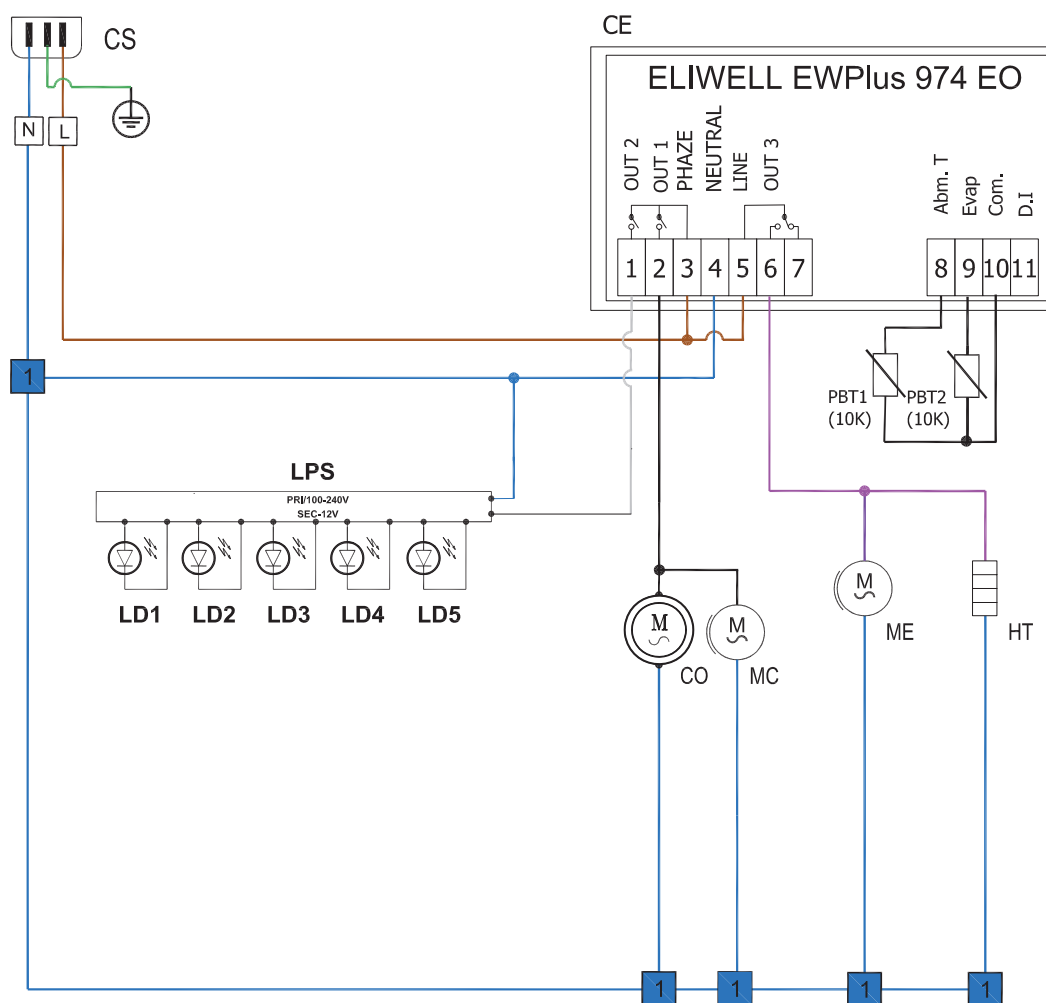 CS
CE
ELIWELL EWPlus 974 EO
OUT 2
OUT 1
PHAZE
NEUTRAL
LINE
OUT 3
Abm. T
Evap
Com.
D.I
1 2 3 4 5 6 7
8 9 10 11
N L
1
PBT1
(10K)
PBT2
(10K)
LPS
PRI/100-240V
SEC-12V
LD1 LD2 LD3 LD4 LD5
M
M
M
CO
MC
ME
HT
1 1 1 1